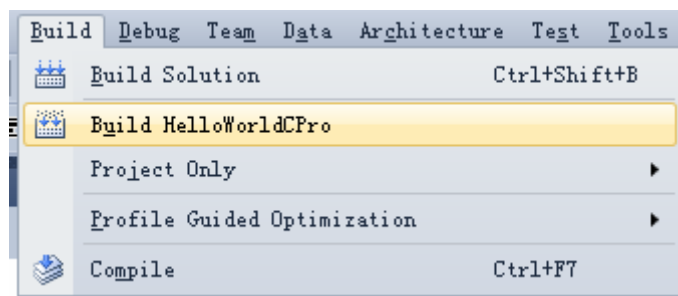 Build Debug Team Data Architecture Test Tools
Build Solution Ctrl+Shift+B
Build HelloWorldCPro
Project Only
Profile Guided Optimization
Compile Ctrl+F7